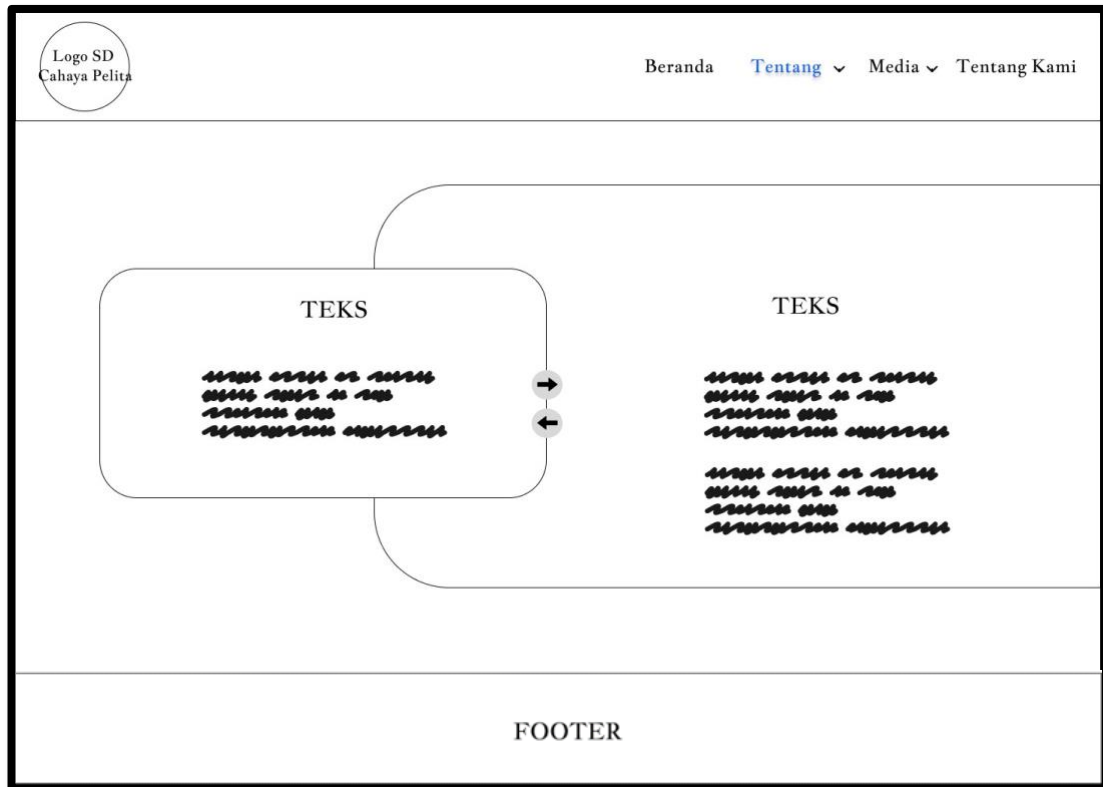 Logo SD
Cahaya Pelita
Beranda Tentang Media Tentang Kami
TEKS
TEKS
FOOTER